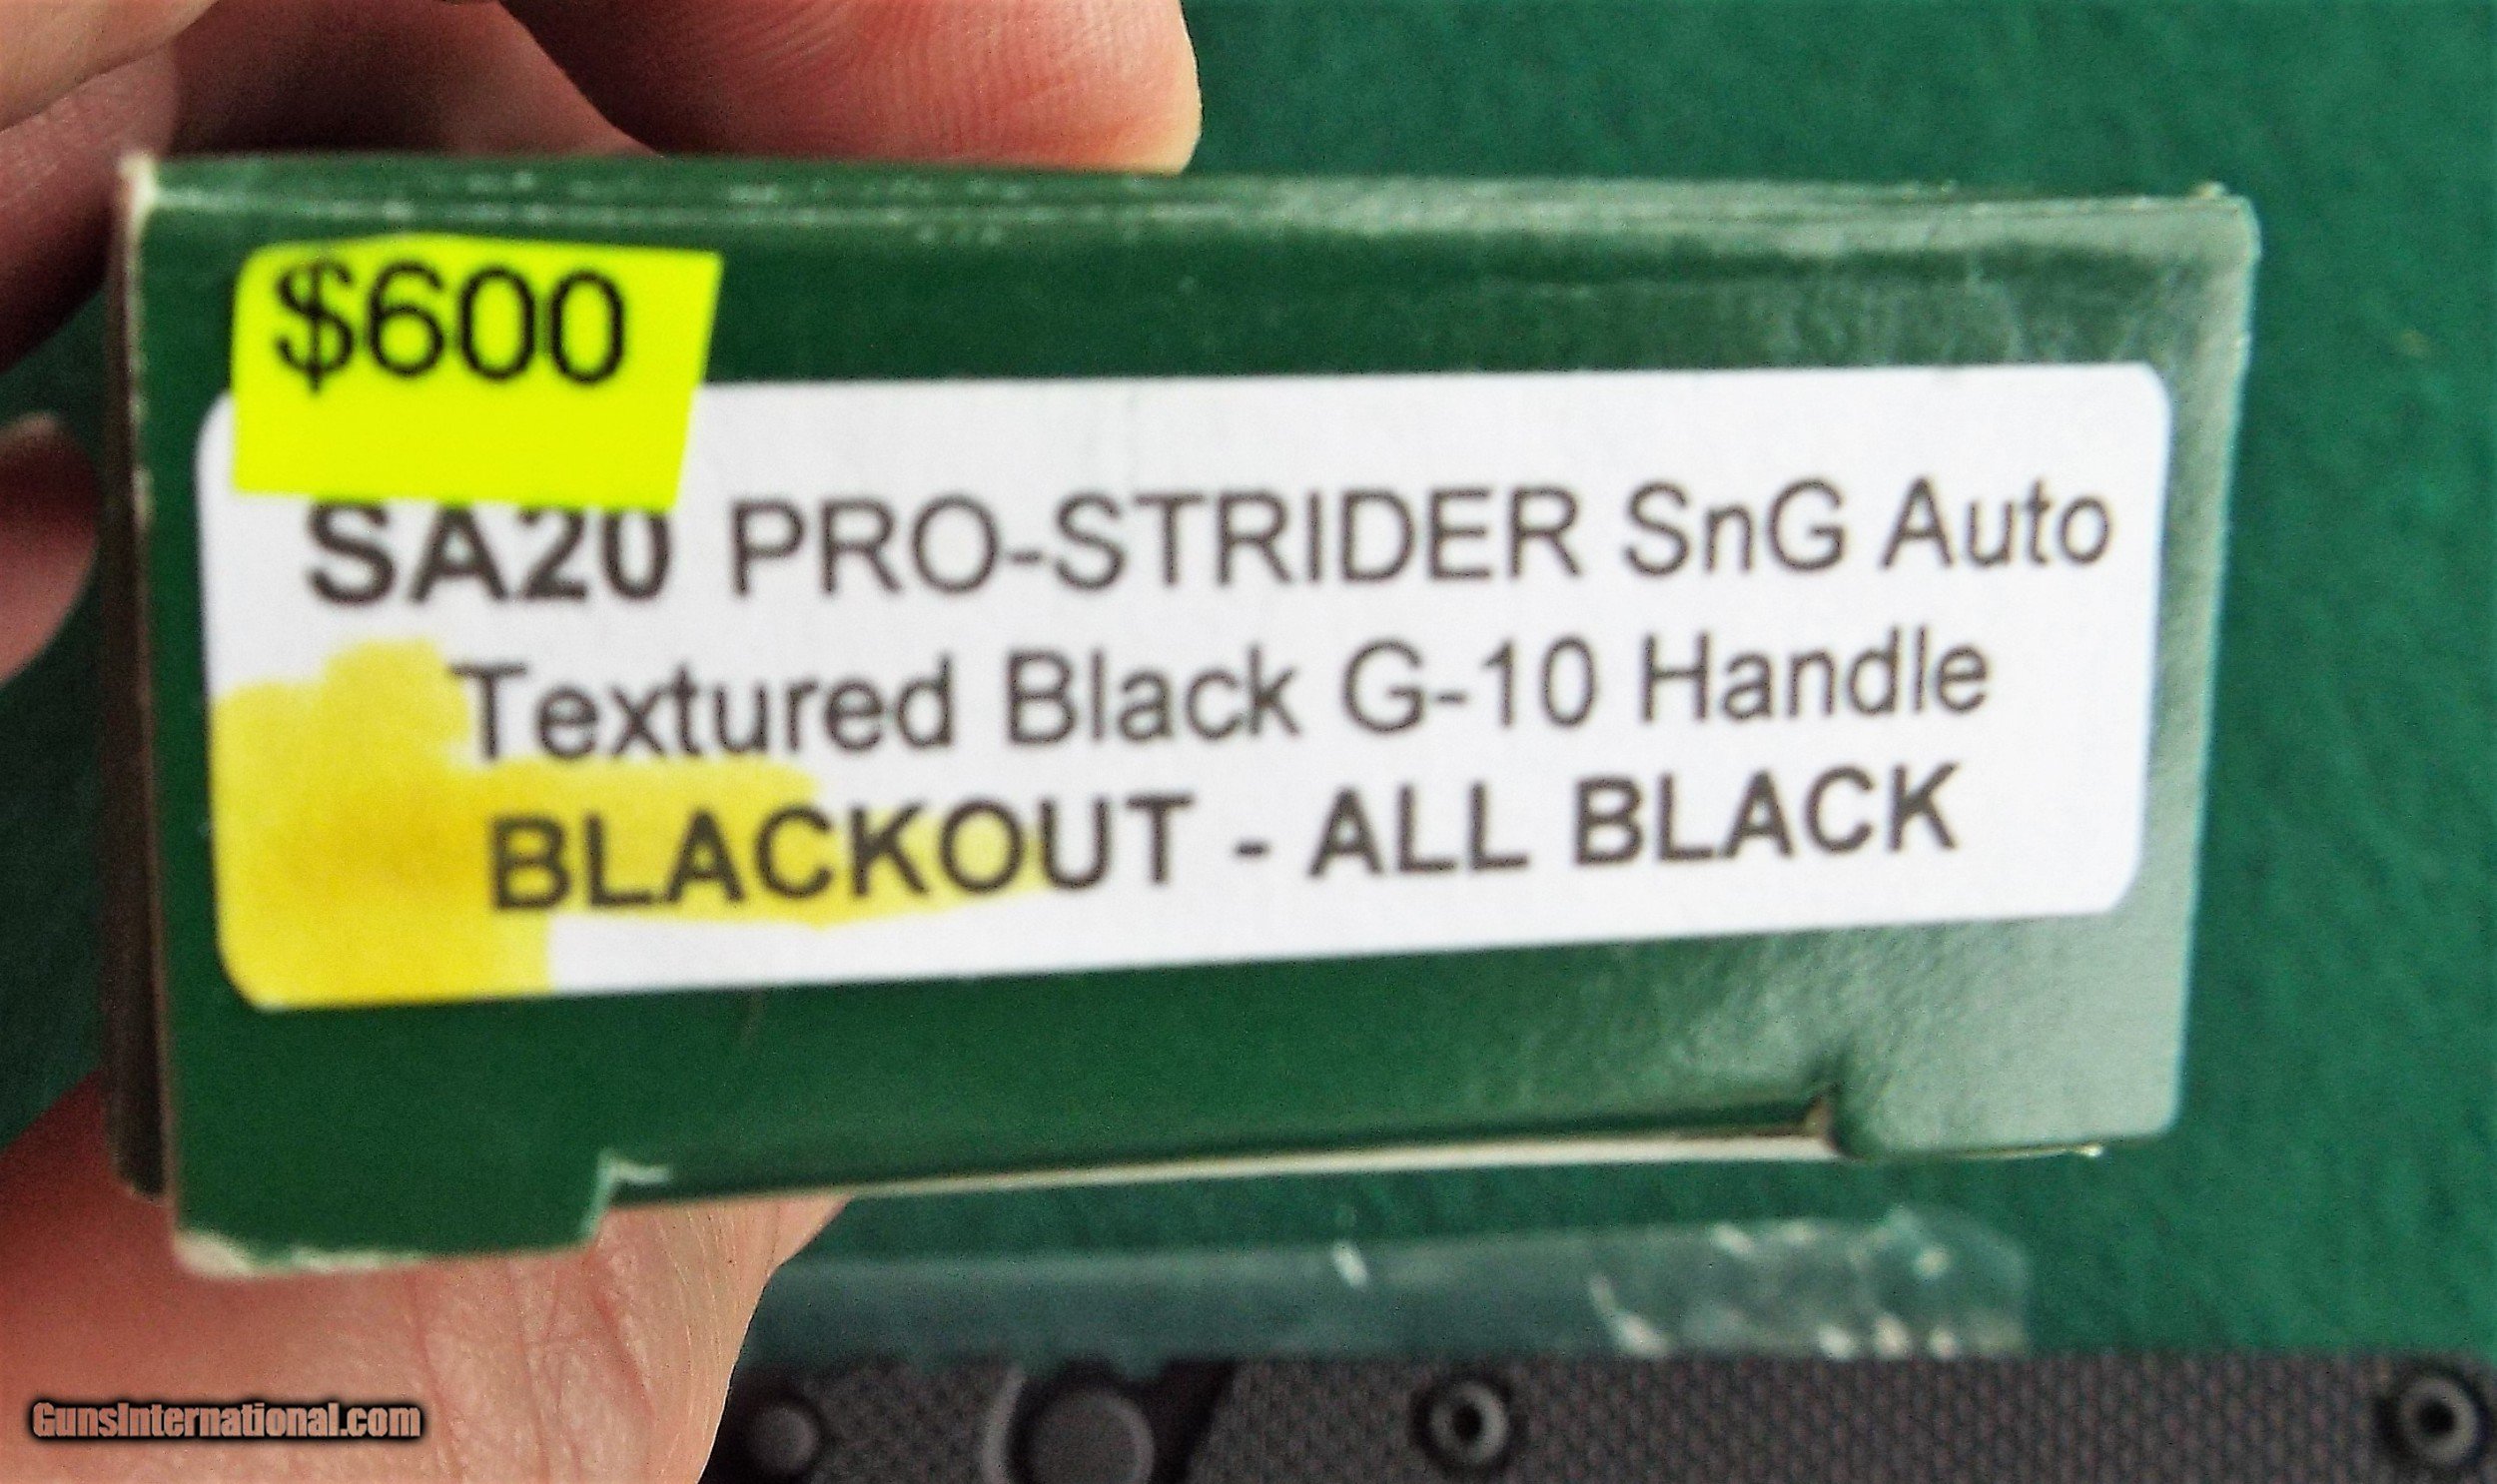 $600
SA20 PRO-STRIDER SnG Auto
Textured Black G-10 Handle
BLACKOUT - ALL BLACK
GunsInternational.com